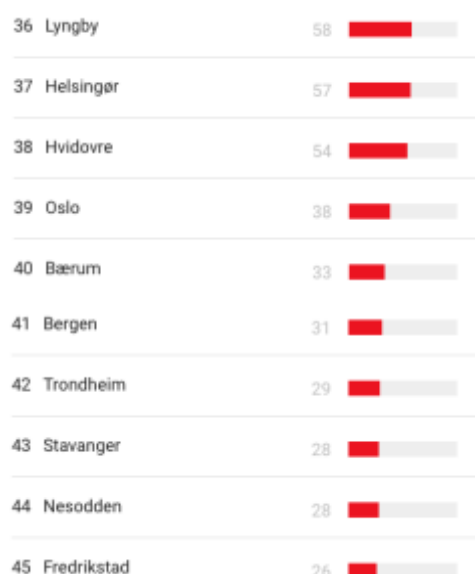 36 Lyngby 58
37 Helsingør 57
38 Hvidovre 54
39 Oslo 38
40 Bærum 33
41 Bergen 31
42 Trondheim 29
43 Stavanger 28
44 Nesodden 28
45 Fredrikstad 26